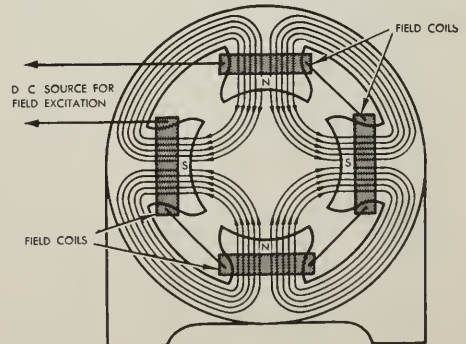 FIELD COILS
N
D C SOURCE FOR
FIELD EXCITATION
S
S
N
FIELD COILS